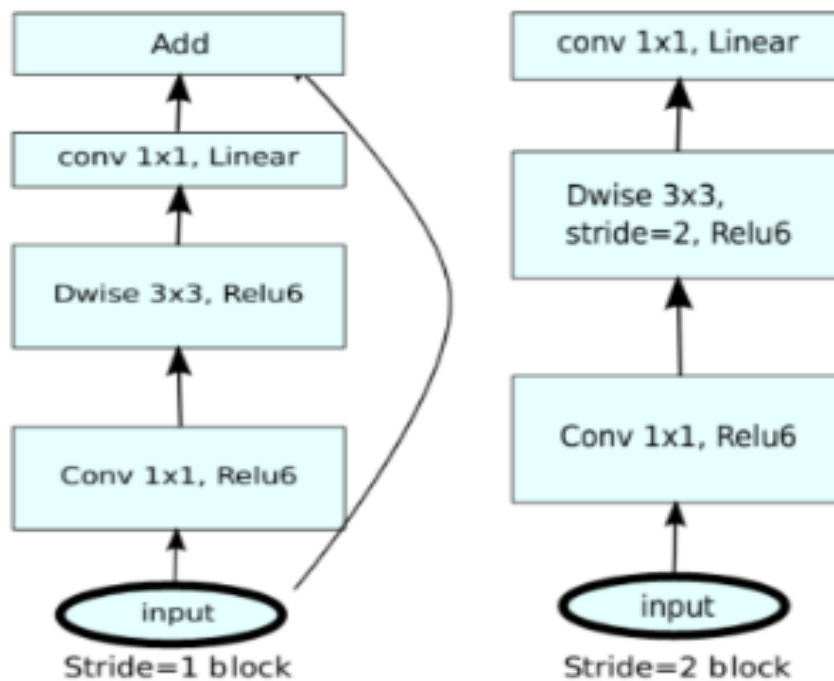 Add
conv 1x1, Linear
Dwise 3x3, Relu6
Conv 1x1, Relu6
input
Stride=1 block
conv 1x1, Linear
Dwise 3x3,
stride=2, Relu6
Conv 1x1, Relu6
input
Stride=2 block